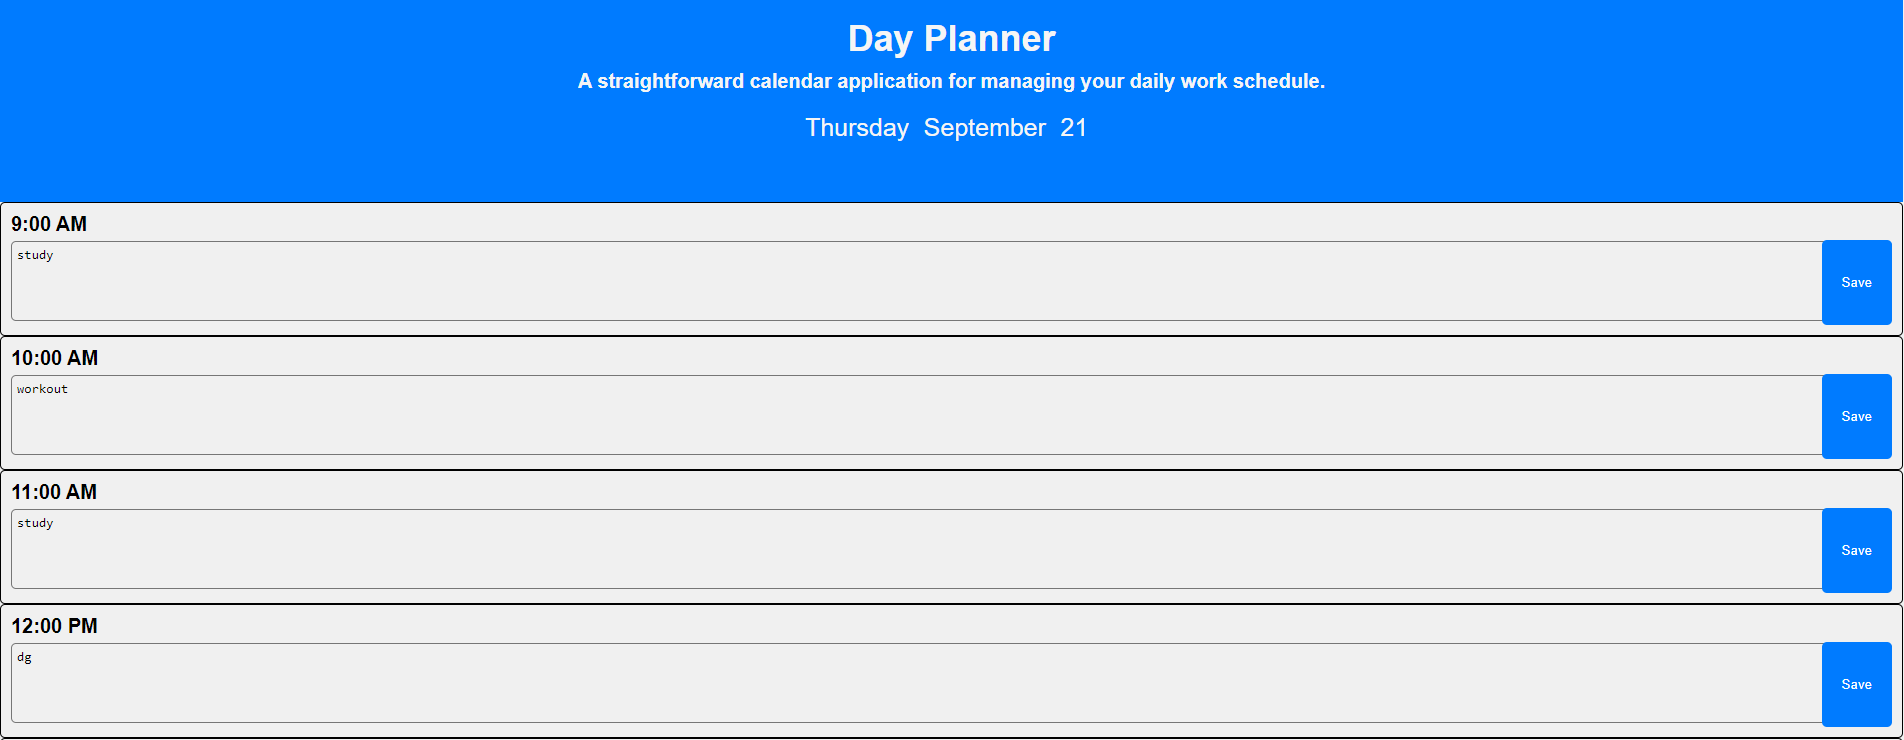 Day Planner
A straightforward calendar application for managing your daily work schedule.
Thursday September 21
9:00 AM
study
Save
10:00 AM
workout
Save
11:00 AM
study
Save
12:00 PM
dg
Save